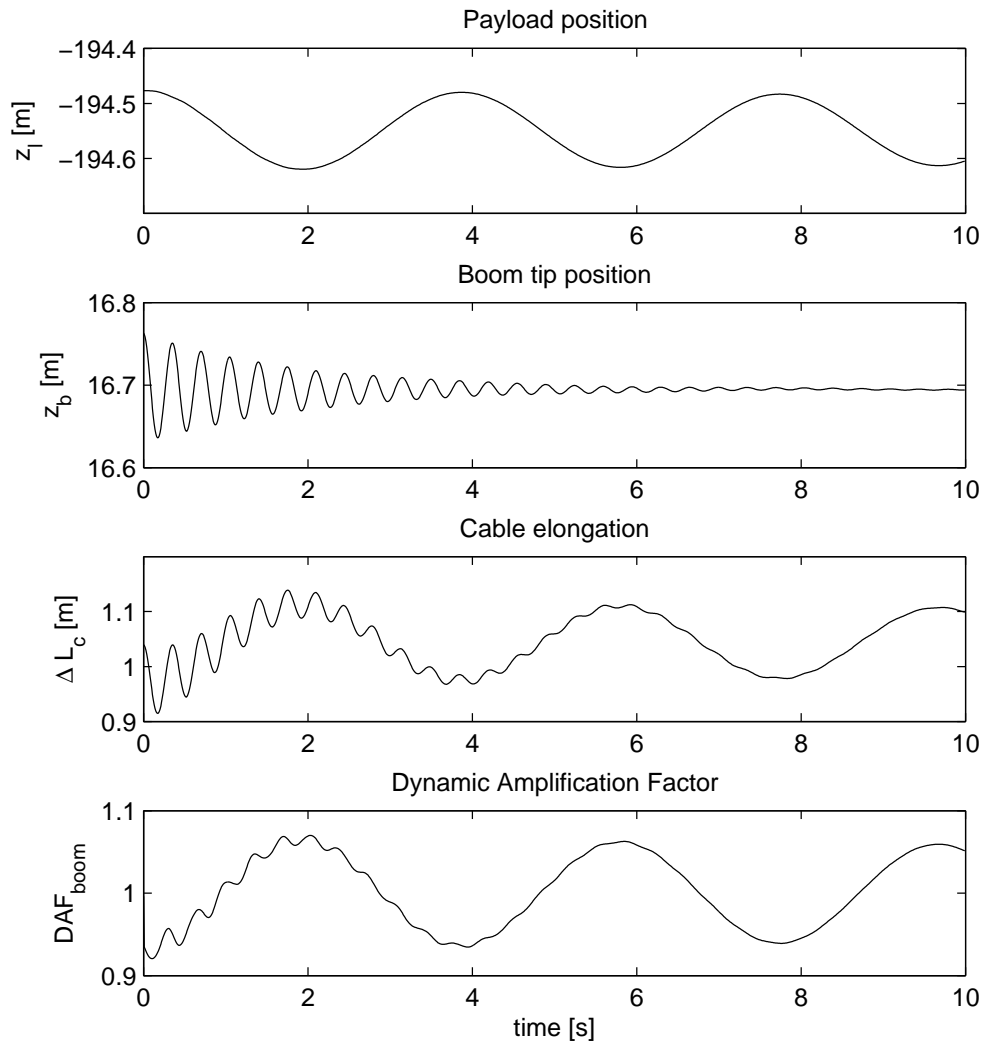 Payload position
−194.4
−194.5
−194.6
z_l [m]
0 2 4 6 8 10
Boom tip position
16.8
16.7
16.6
z_b [m]
0 2 4 6 8 10
Cable elongation
1.1
1
0.9
Δ L_c [m]
0 2 4 6 8 10
Dynamic Amplification Factor
1.1
1
0.9
DAF_boom
0 2 4 6 8 10
time [s]